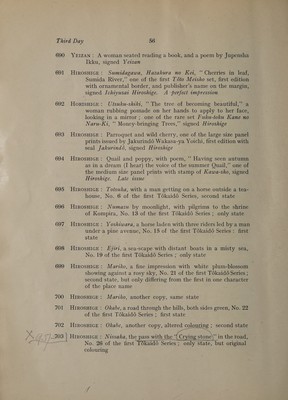 Third Day 86
690 YEIZAN : A woman seated reading a book, and a poem by Jupensha
Ikku, signed Yeizan
691 HIROSHIGE : Sumidagawa, Hazakura no Kei, " Cherries in leaf,
Sumida River," one of the first Tôto Meisho set, first edition
with ornamental border, and publisher's on the margin,
signed Ichiyusai Hiroshige. A perfect impression
692 HIROSHIGE : Utsukushiki, " The tree of becoming beautiful," a
woman rubbing pomade on her hands to apply to her face,
looking in a mirror ; one of the rare set Fuku-toku Kane no
Naru-Ki, " Money-bringing Trees," signed Hiroshige
693 HIROSHIGE : Parroquet and wild cherry, one of the large size panel
prints issued by Jakurindô Wakasa-ya Yoichi, first edition with
seal Jakurindô, signed Hiroshige
694 HIROSHIGE : Quail and poppy, with poem, " Having seen autumn
as in a dream (I hear) the voice of the summer Quail," one of
the medium size panel prints with stamp of Kawa-sho, signed
Hiroshige. Late issue
695 HIROSHIGE : Totsuka, with a man getting on a horse outside a tea-
house, No. 6 of the first Tôkaidô Series, second state
696 HIROSHIGE : Numazu by moonlight, with pilgrims to the shrine
of Kompira, No. 13 of the first Tôkaidô Series ; only state
697 HIROSHIGE : Yoshiwara, a horse laden with three riders led by a man
under a pine avenue, No. 15 of the first Tôkaidô Series : first
state
698 HIROSHIGE : Ejiri, a sea-scape with distant boats in a misty sea,
No. 19 of the first Tôkaidô Series ; only state
699 HIROSHIGE : Mariko, a fine impression with white plum-blossom
showing against a rosy sky, No. 21 of the first Tôkaidô Series ;
second state, but only differing from the first in one character
of the place name
700 HIROSHIGE : Mariko, another copy, same state
701 HIROSHIGE : Okabe, a road through the hills, both sides green, No. 22
of the first Tôkaidô Series ; first state
702 HIROSHIGE : Okabe, another copy, altered colouring ; second state
703 HIROSHIGE : Nissaka, the pass with the " Crying stone " in the road,
No. 26 of the first Tôkaidô Series ; only state, but original
colouring